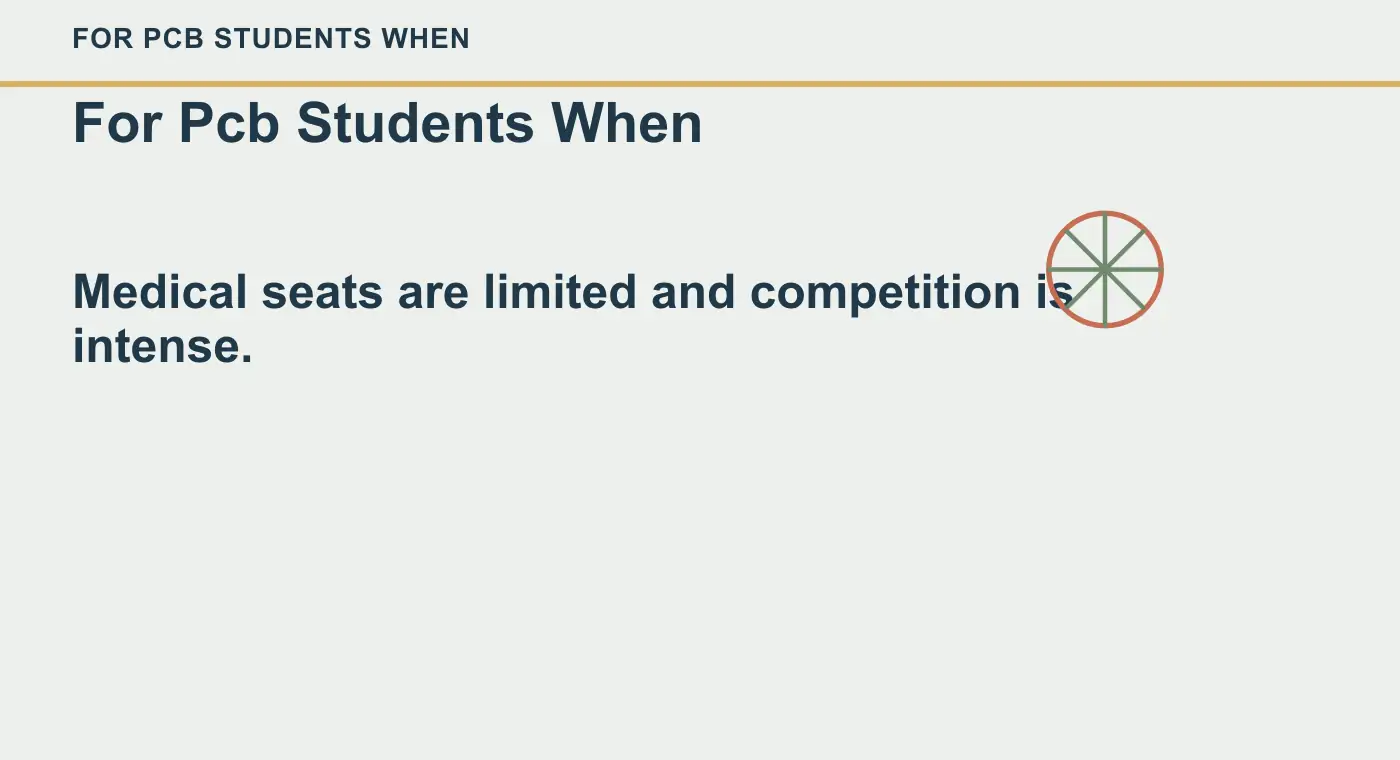 FOR PCB STUDENTS WHEN
For Pcb Students When
Medical seats are limited and competition is
intense.